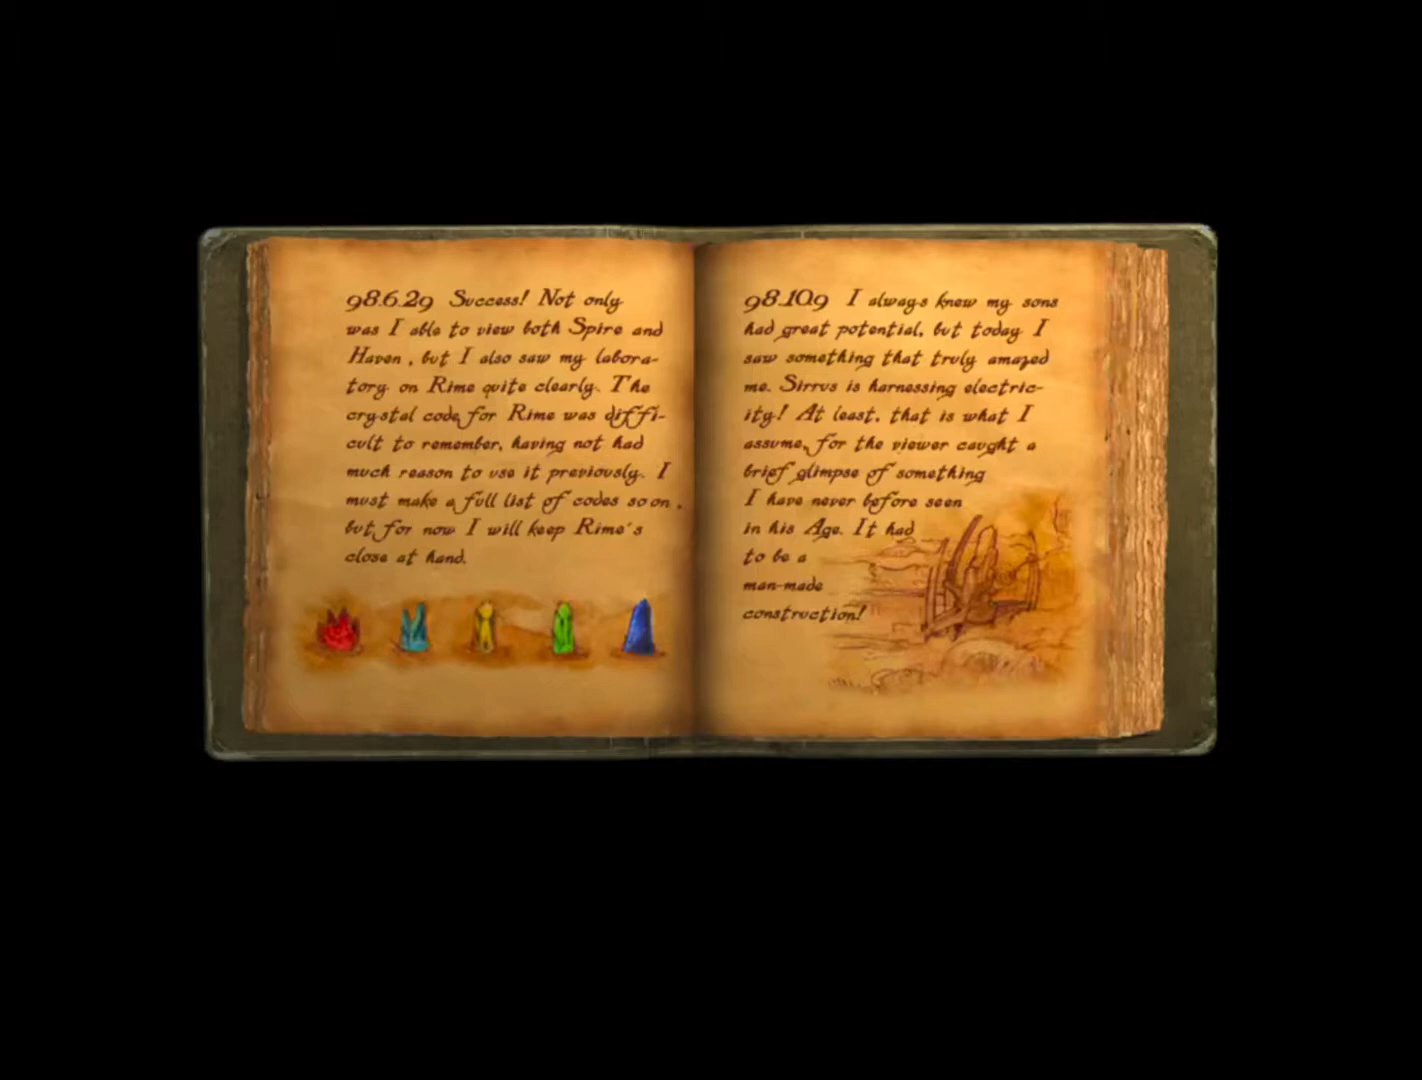 98.6.29 Success! Not only
was I able to view both Spire and
Haven, but I also saw my labora-
tory on Rime quite clearly. The
crystal code for Rime was diffi-
cult to remember, having not had
much reason to use it previously. I
must make a full list of codes soon,
but for now I will keep Rime's
close at hand.
98.10.9 I always knew my sons
had great potential, but today I
saw something that truly amazed
me. Sirrus is harnessing electric-
ity! At least, that is what I
assume, for the viewer caught a
brief glimpse of something
I have never before seen
in his Age. It had
to be a
man-made
construction!